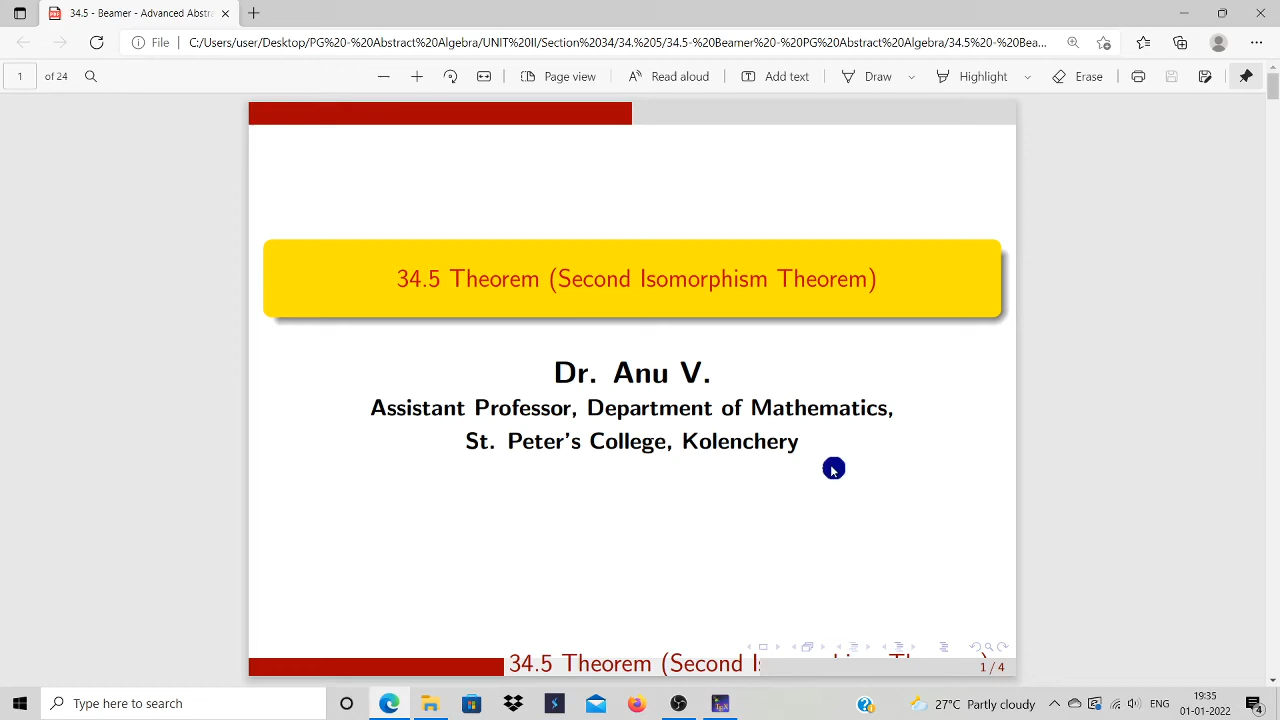 34.5 - Beamer - Advanced Abstra
File
C:/Users/user/Desktop/PG%20-%20Abstract%20Algebra/UNIT%20II/Section%2034/34.%205/34.5%20-%20Beamer%20-%20PG%20Abstract%20Algebra/34.5%20-%20Bea...
1 of 24
Page view
Read aloud
Add text
Draw
Highlight
Erase
34.5 Theorem (Second Isomorphism Theorem)
Dr. Anu V.
Assistant Professor, Department of Mathematics,
St. Peter's College, Kolenchery
34.5 Theorem (Second
1 / 4
Type here to search
27°C Partly cloudy
ENG
19:35
01-01-2022
4